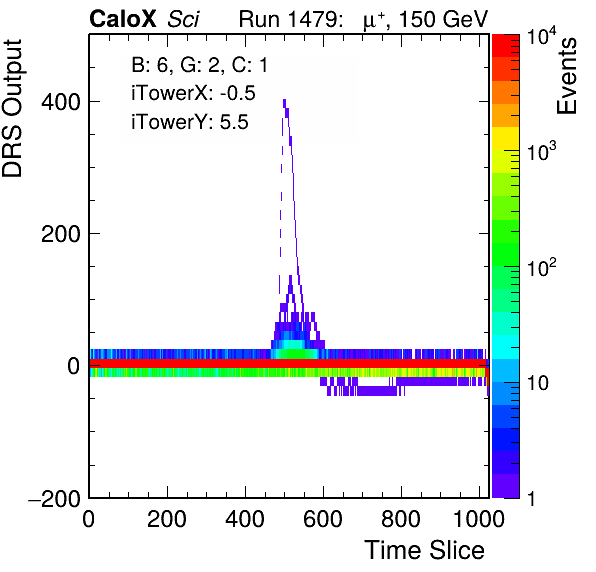 CaloX Sci Run 1479: μ⁺, 150 GeV
B: 6, G: 2, C: 1
iTowerX: -0.5
iTowerY: 5.5
DRS Output
400
200
0
−200
0 200 400 600 800 1000
Time Slice
Events
10⁴
10³
10²
10
1